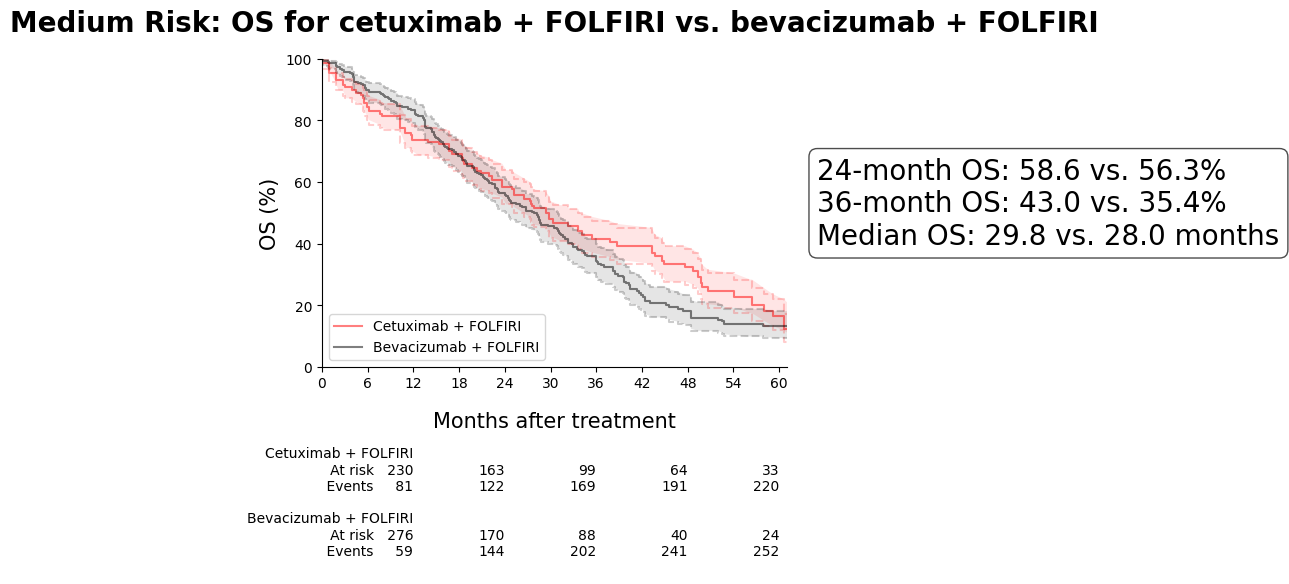 Medium Risk: OS for cetuximab + FOLFIRI vs. bevacizumab + FOLFIRI
100
80
60
40
20
0
OS (%)
Cetuximab + FOLFIRI
Bevacizumab + FOLFIRI
0 6 12 18 24 30 36 42 48 54 60
Months after treatment
24-month OS: 58.6 vs. 56.3%
36-month OS: 43.0 vs. 35.4%
Median OS: 29.8 vs. 28.0 months
Cetuximab + FOLFIRI
At risk 230 163 99 64 33
Events 81 122 169 191 220
Bevacizumab + FOLFIRI
At risk 276 170 88 40 24
Events 59 144 202 241 252